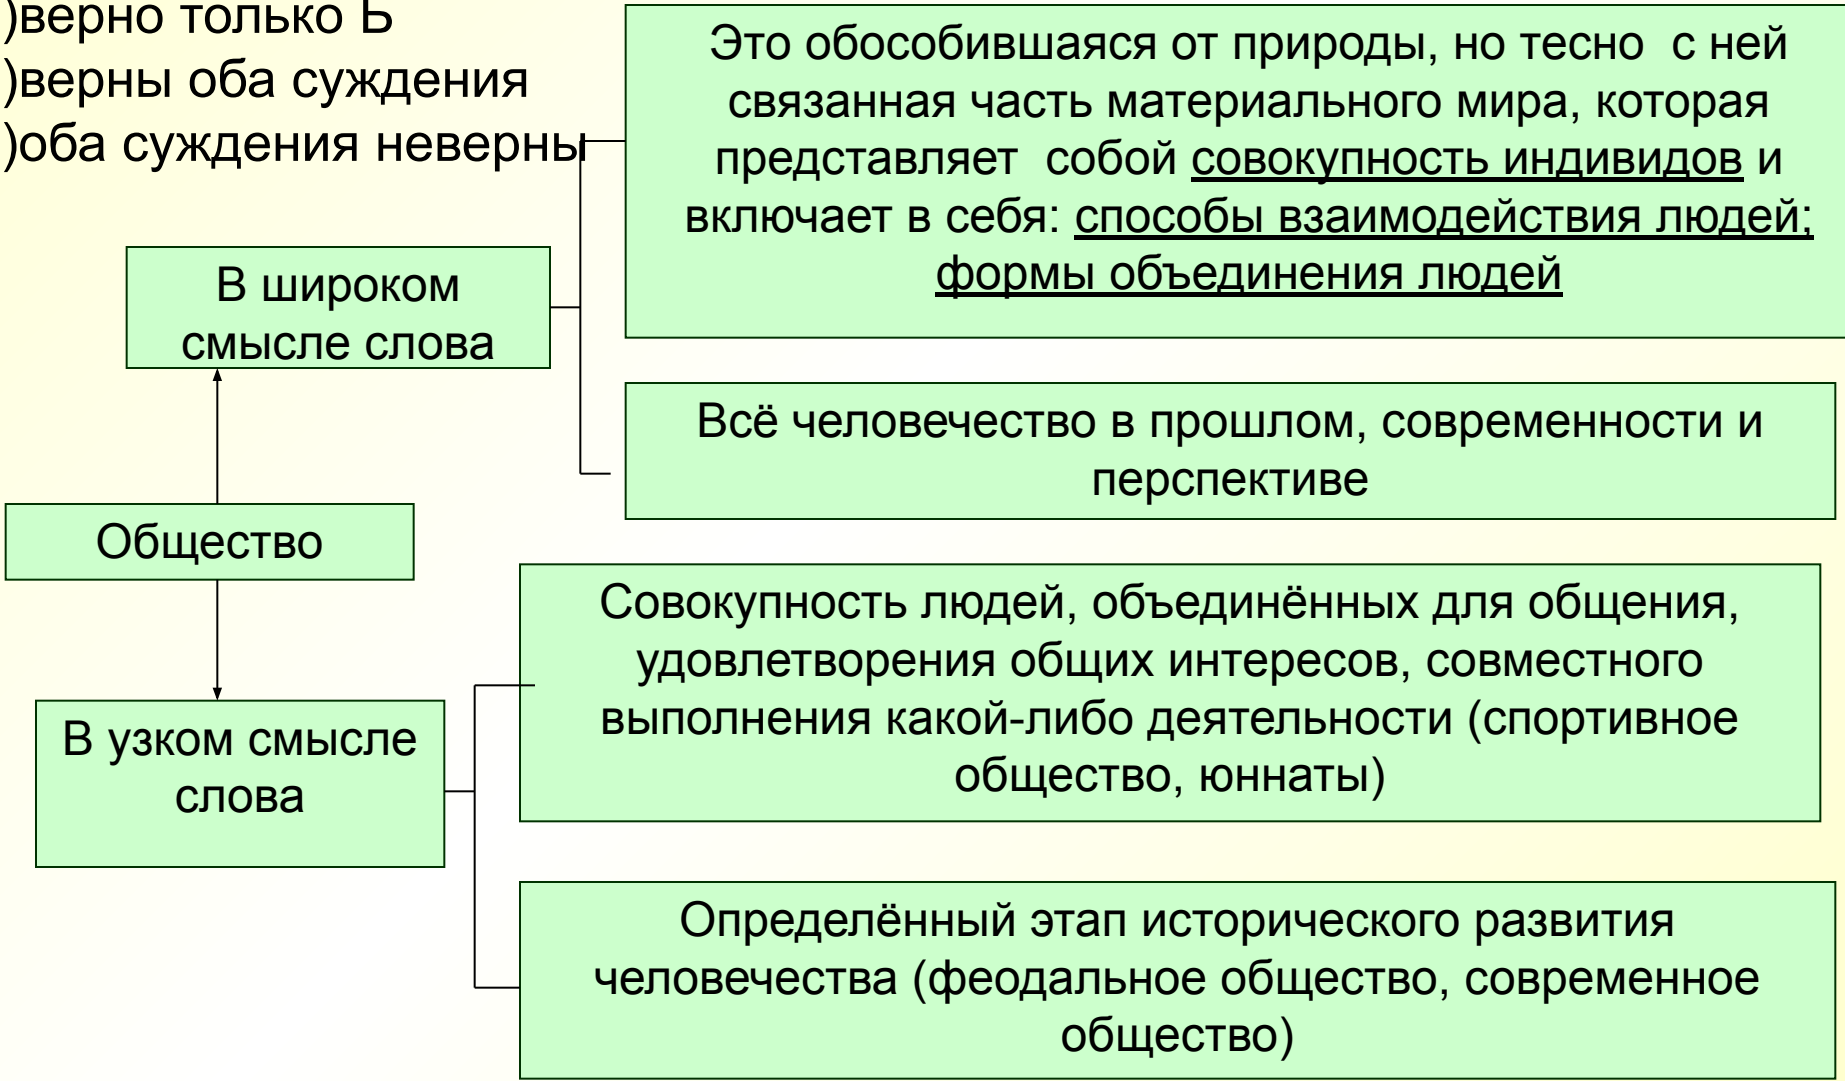 )верно только Б
)верны оба суждения
)оба суждения неверны
Это обособившаяся от природы, но тесно с ней
связанная часть материального мира, которая
представляет собой совокупность индивидов и
включает в себя: способы взаимодействия людей;
формы объединения людей
В широком
смысле слова
Всё человечество в прошлом, современности и
перспективе
Общество
Совокупность людей, объединённых для общения,
удовлетворения общих интересов, совместного
выполнения какой-либо деятельности (спортивное
общество, юннаты)
В узком смысле
слова
Определённый этап исторического развития
человечества (феодальное общество, современное
общество)